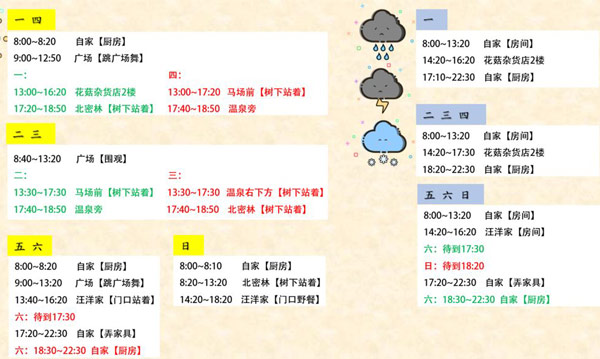 一 四
8:00~8:20 自家【厨房】
9:00~12:50 广场【跳广场舞】
一：
13:00~16:20 花菇杂货店2楼
17:20~18:50 北密林【树下站着】
四：
13:00~17:20 马场前【树下站着】
17:40~18:50 温泉旁
二 三
8:40~13:20 广场【围观】
二：
13:30~17:30 马场前【树下站着】
17:40~18:50 温泉旁
三：
13:30~17:30 温泉右下方【树下站着】
17:40~18:50 北密林【树下站着】
五 六
8:00~8:20 自家【厨房】
9:00~13:20 广场【跳广场舞】
13:40~16:20 汪洋家【门口站着】
六：待到17:30
17:20~22:30 自家【弄家具】
六：18:30~22:30 自家【厨房】
日
8:00~8:10 自家【厨房】
8:20~13:20 北密林【树下站着】
14:20~18:20 汪洋家【门口野餐】
一
8:00~13:20 自家【房间】
14:20~16:20 花菇杂货店2楼
17:10~22:30 自家【厨房】
二 三 四
8:00~13:20 自家【房间】
14:20~17:30 花菇杂货店2楼
18:20~22:30 自家【厨房】
五 六 日
8:00~13:20 自家【房间】
14:20~16:20 汪洋家【房间】
六：待到17:30
日：待到18:20
17:20~22:30 自家【弄家具】
六：18:30~22:30 自家【厨房】